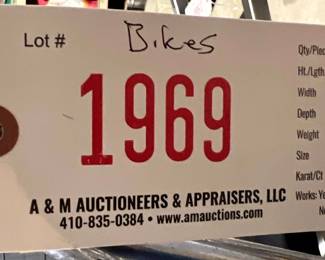 Lot # Bikes
1969
A & M AUCTIONEERS & APPRAISERS, LLC
410-835-0384 • www.amauctions.com
Qty/Piec
Ht./Lgth
Width
Depth
Weight
Size
Karat/Ct
Works: Ye